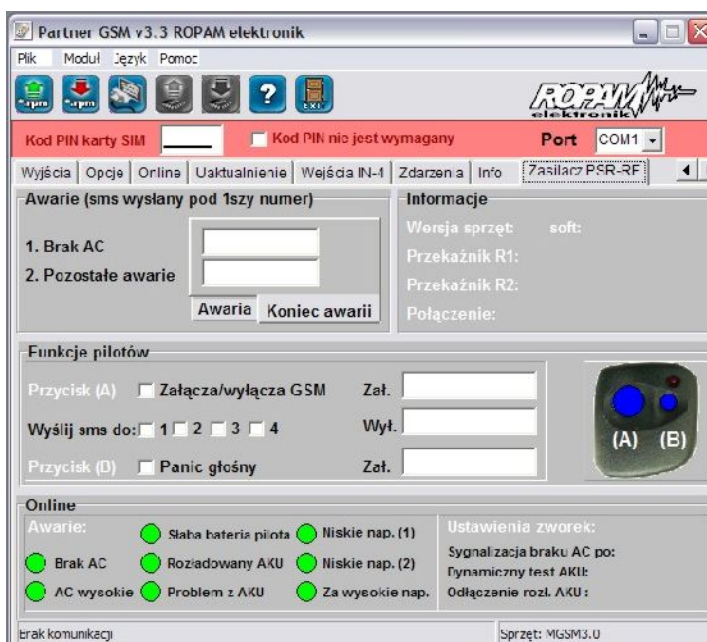 Partner GSM v3.3 ROPAM elektronik
Plik Moduł Język Pomoc
.rpm .rpm ? EXIT
ROPAM
elektronik
Kod PIN karty SIM Kod PIN nie jest wymagany Port COM1
Wyjścia Opcje Online Uaktualnienie Wejścia IN-4 Zdarzenia Info Zasilacz PSR-RF
Awarie (sms wysłany pod 1szy numer) Informacje
Wersja sprzęt: soft:
1. Brak AC
Przekaźnik R1:
2. Pozostałe awarie
Przekaźnik R2:
Awaria Koniec awarii
Połączenie:
Funkcje pilotów
Przycisk (A) Załącza/wyłącza GSM Zał.
Wyślij sms do: 1 2 3 4 Wył.
(A) (B)
Przycisk (B) Panic głośny Zał.
Online
Awarie: Słaba bateria pilota Niskie nap. (1) Ustawienia zworek:
Brak AC Rozładowany AKU Niskie nap. (2) Sygnalizacja braku AC po:
Dynamiczny test AKU:
AC wysokie Problem z AKU Za wysokie nap. Odłączenie rozł. AKU:
Brak komunikacji Sprzęt: MGSM3.0